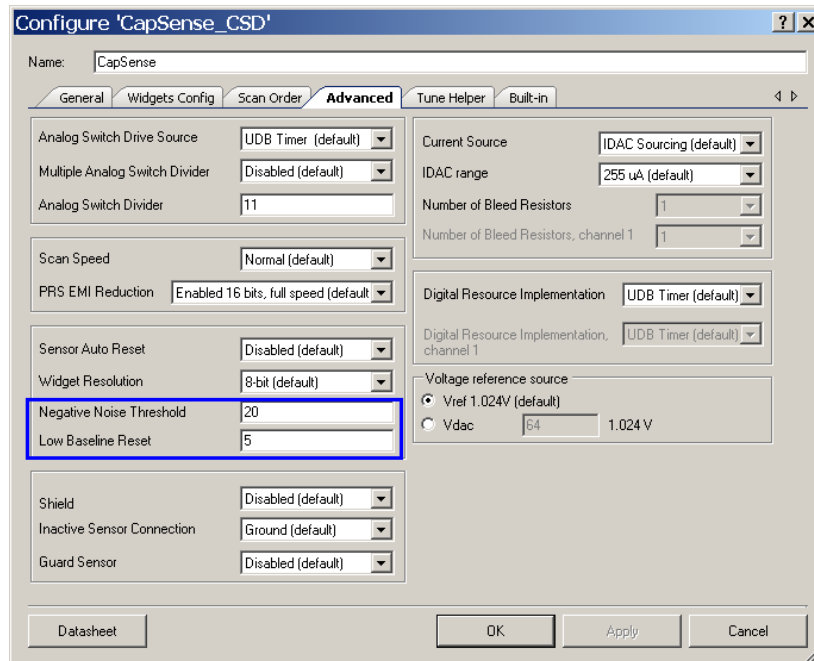 Configure 'CapSense_CSD'
? X
Name: CapSense
General Widgets Config Scan Order Advanced Tune Helper Built-in
Analog Switch Drive Source UDB Timer (default)
Multiple Analog Switch Divider Disabled (default)
Analog Switch Divider 11
Scan Speed Normal (default)
PRS EMI Reduction Enabled 16 bits, full speed (default
Sensor Auto Reset Disabled (default)
Widget Resolution 8-bit (default)
Negative Noise Threshold 20
Low Baseline Reset 5
Shield Disabled (default)
Inactive Sensor Connection Ground (default)
Guard Sensor Disabled (default)
Current Source IDAC Sourcing (default)
IDAC range 255 uA (default)
Number of Bleed Resistors 1
Number of Bleed Resistors, channel 1 1
Digital Resource Implementation UDB Timer (default)
Digital Resource Implementation, UDB Timer (default)
channel 1
Voltage reference source
Vref 1.024V (default)
Vdac 64 1.024 V
Datasheet OK Apply Cancel